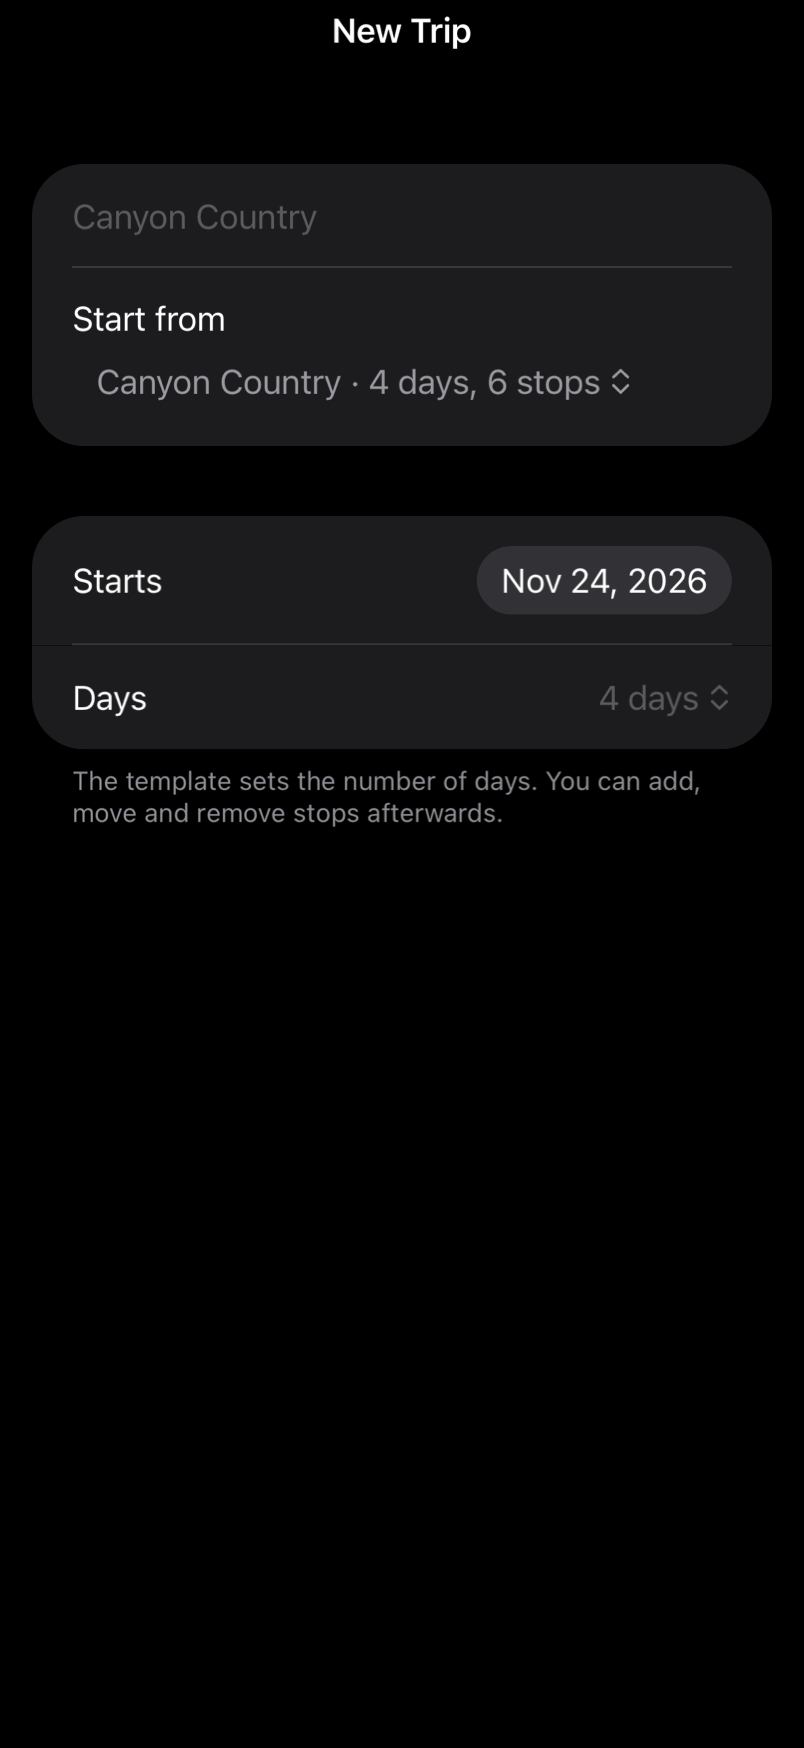 New Trip
Canyon Country
Start from
Canyon Country · 4 days, 6 stops
Starts
Nov 24, 2026
Days
4 days
The template sets the number of days. You can add,
move and remove stops afterwards.